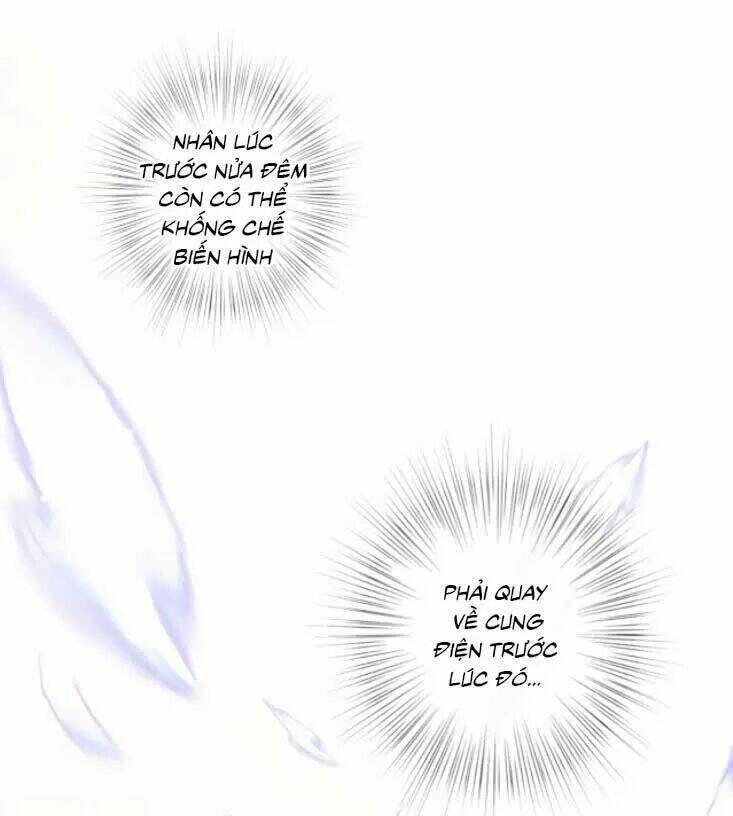 NHÂN LÚC
TRƯỚC NỬA ĐÊM
CÒN CÓ THỂ
KHỐNG CHẾ
BIẾN HÌNH
PHẢI QUAY
VỀ CUNG
ĐIỆN TRƯỚC
LÚC ĐÓ...